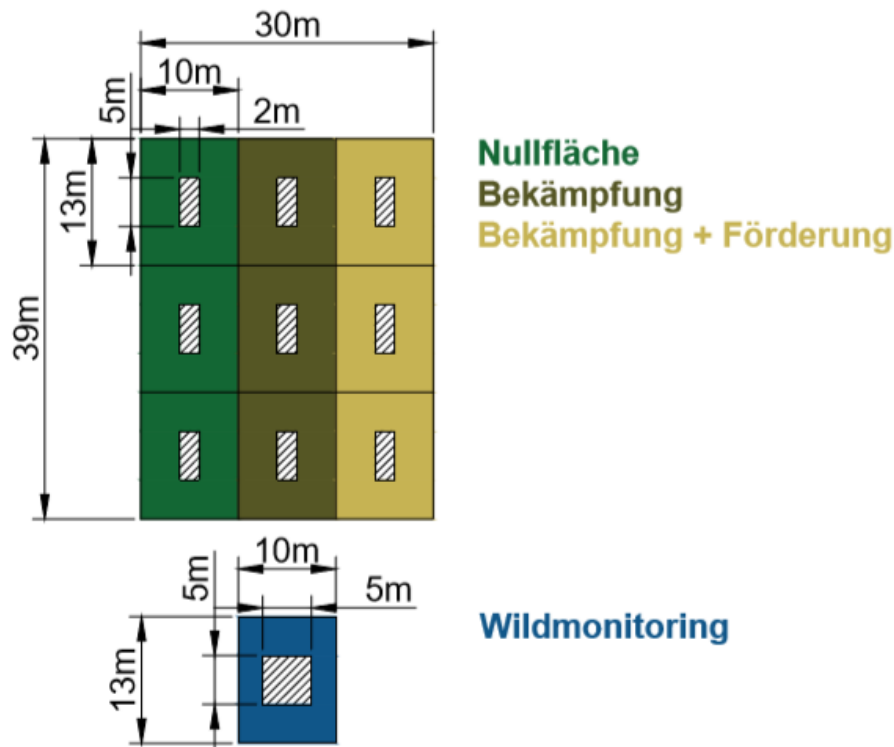 30m
10m
5m
2m
13m
39m
Nullfläche
Bekämpfung
Bekämpfung + Förderung
10m
5m
5m
13m
Wildmonitoring